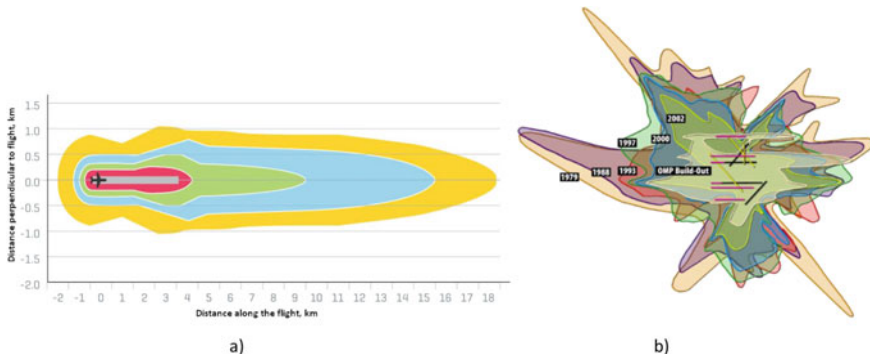 Distance perpendicular to flight, km
1.5
1.0
0.5
0.0
-0.5
-1.0
-1.5
-2.0
-2 -1 0 1 2 3 4 5 6 7 8 9 10 11 12 13 14 15 16 17 18
Distance along the flight, km
a)
2002
2000
1997
1993
1988
1979
OMP Build-Out
b)